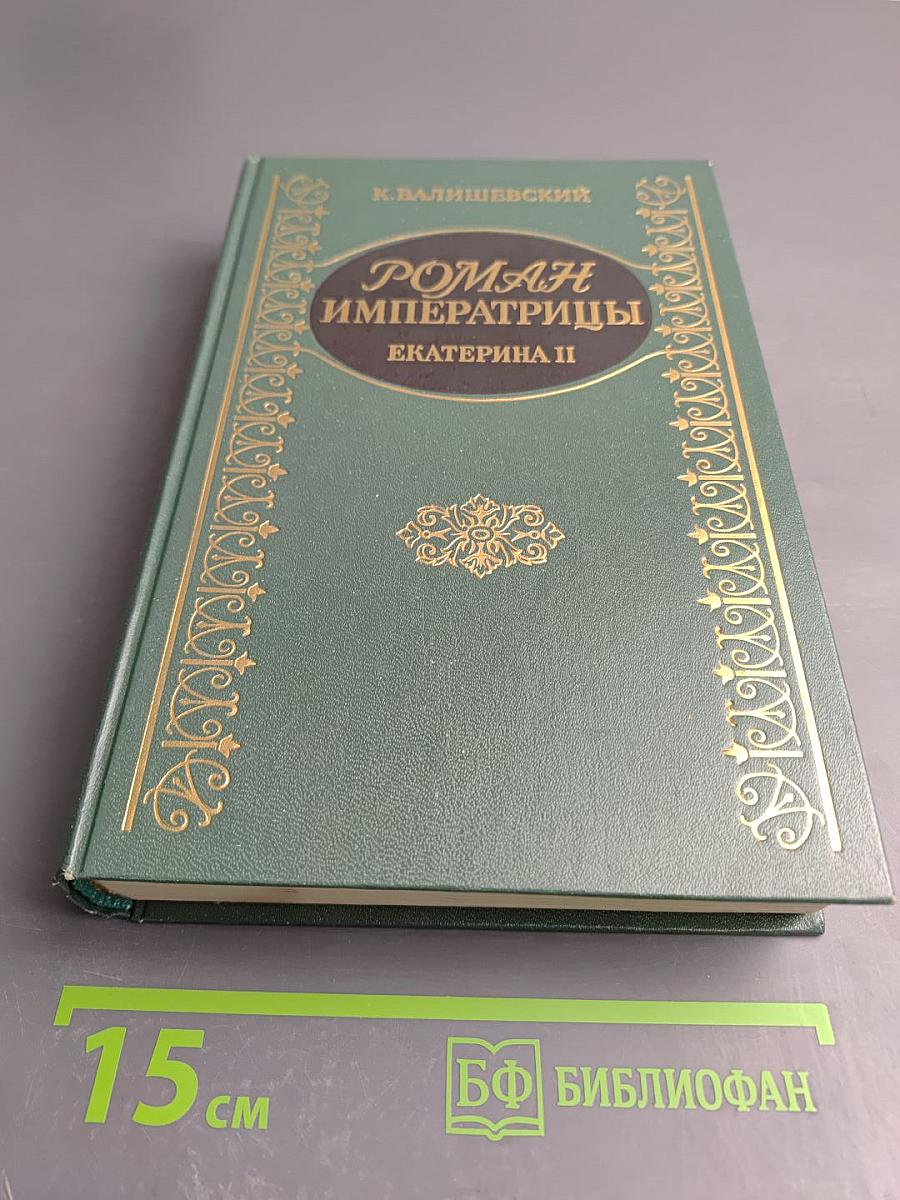 К. ВАЛИШЕВСКИЙ
РОМАН
ИМПЕРАТРИЦЫ
ЕКАТЕРИНА II
15 см
БФ БИБЛИОФАН